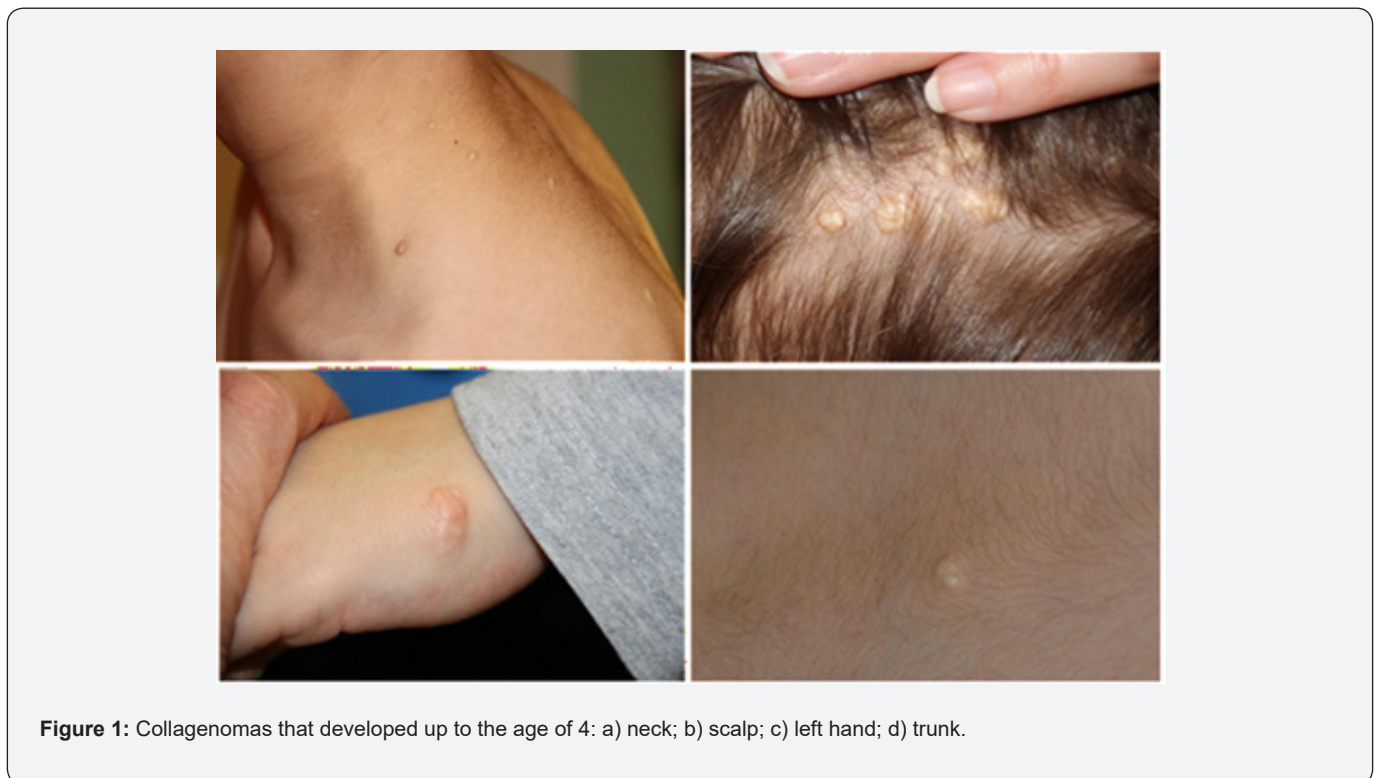 Figure 1: Collagenomas that developed up to the age of 4: a) neck; b) scalp; c) left hand; d) trunk.